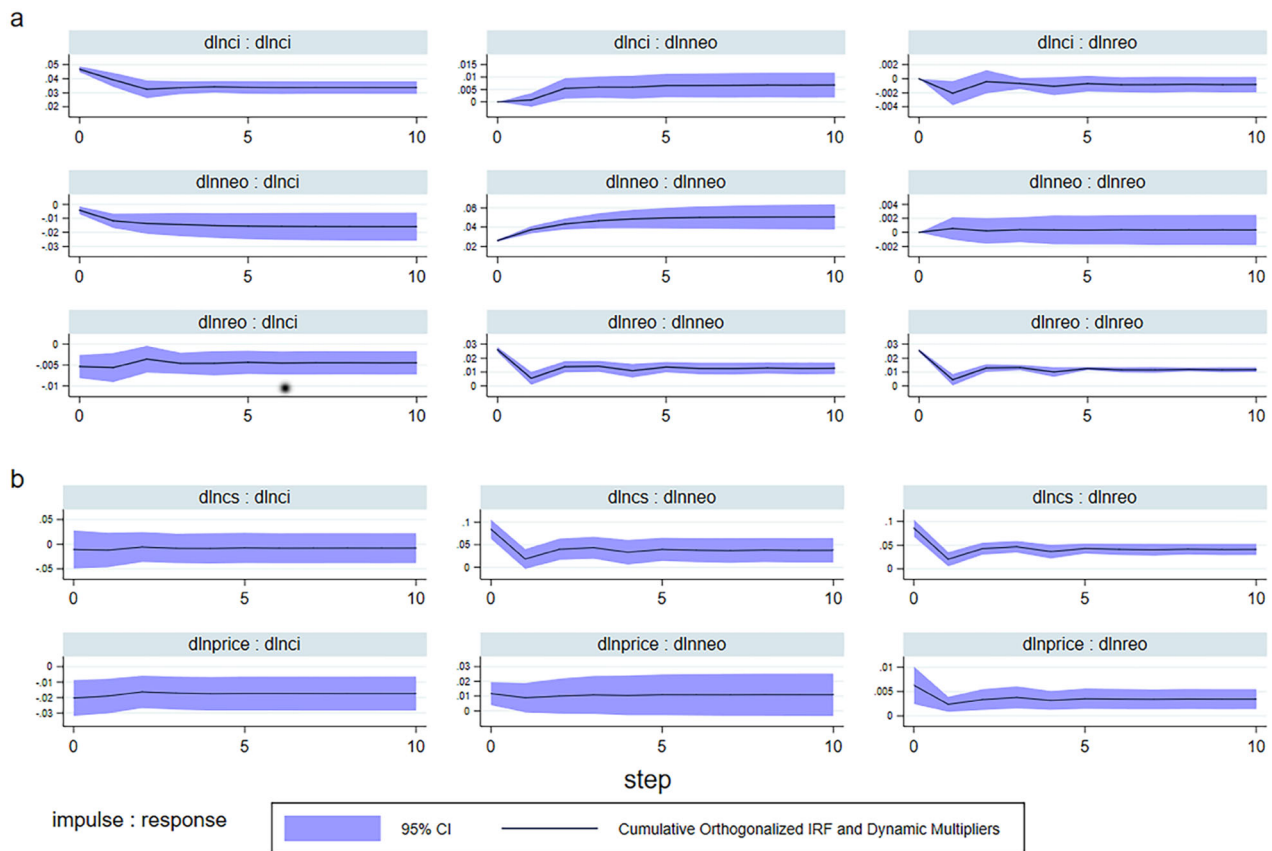 a
dlnci : dlnci
dlnci : dlnneo
dlnci : dlnreo
.05
.04
.03
.02
0 5 10
.015
.01
.005
0
0 5 10
.002
0
-.002
-.004
0 5 10
dlnneo : dlnci
dlnneo : dlnneo
dlnneo : dlnreo
0
-.01
-.02
-.03
0 5 10
.06
.04
.02
0 5 10
.004
.002
0
-.002
0 5 10
dlnreo : dlnci
dlnreo : dlnneo
dlnreo : dlnreo
0
-.005
-.01
0 5 10
.03
.02
.01
0
0 5 10
.03
.02
.01
0
0 5 10
b
dlncs : dlnci
dlncs : dlnneo
dlncs : dlnreo
.05
0
-.05
0 5 10
.1
.05
0
0 5 10
.1
.05
0
0 5 10
dlnprice : dlnci
dlnprice : dlnneo
dlnprice : dlnreo
0
-.01
-.02
-.03
0 5 10
.03
.02
.01
0
0 5 10
.01
.005
0
0 5 10
step
impulse : response
95% CI
Cumulative Orthogonalized IRF and Dynamic Multipliers